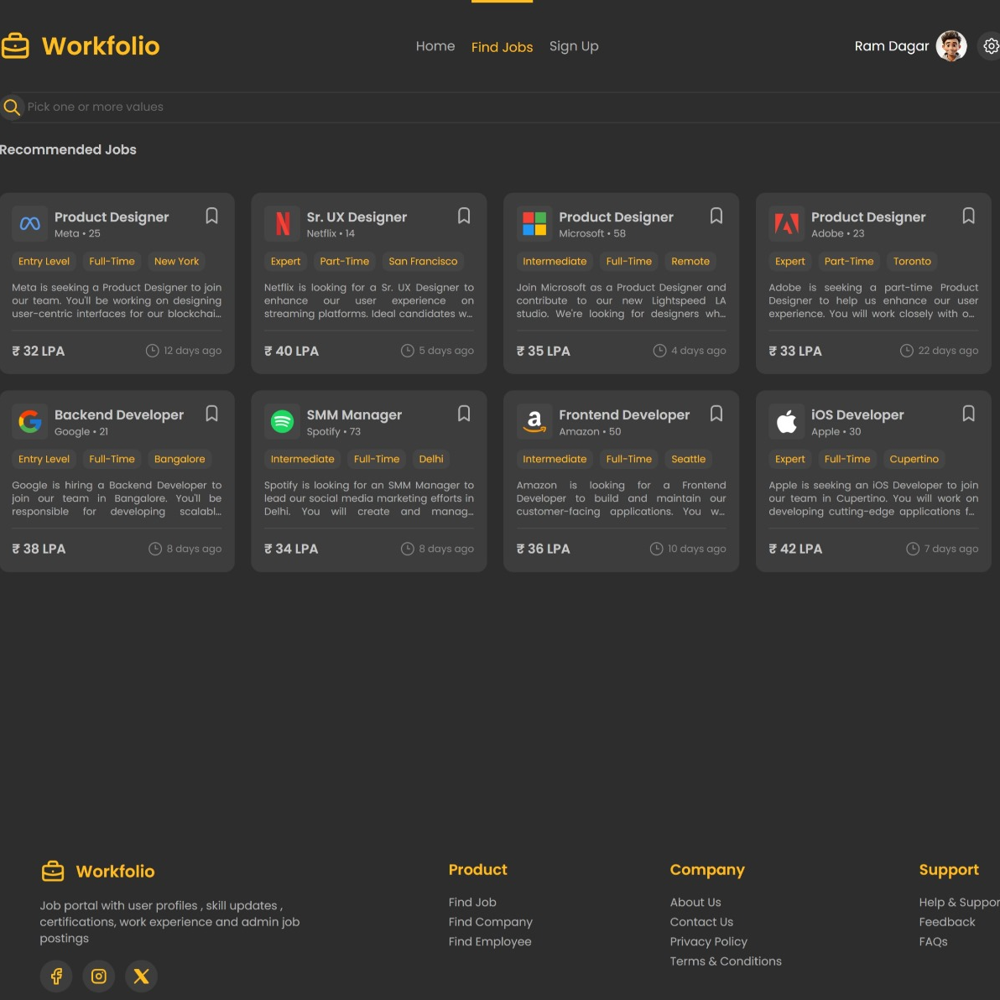 Workfolio
Home Find Jobs Sign Up
Ram Dagar
Pick one or more values
Recommended Jobs
Product Designer
Meta • 25
Entry Level Full-Time New York
Meta is seeking a Product Designer to join
our team. You'll be working on designing
user-centric interfaces for our blockchai...
₹ 32 LPA 12 days ago
Sr. UX Designer
Netflix • 14
Expert Part-Time San Francisco
Netflix is looking for a Sr. UX Designer to
enhance our user experience on
streaming platforms. Ideal candidates w...
₹ 40 LPA 5 days ago
Product Designer
Microsoft • 58
Intermediate Full-Time Remote
Join Microsoft as a Product Designer and
contribute to our new Lightspeed LA
studio. We're looking for designers wh...
₹ 35 LPA 4 days ago
Product Designer
Adobe • 23
Expert Part-Time Toronto
Adobe is seeking a part-time Product
Designer to help us enhance our user
experience. You will work closely with o...
₹ 33 LPA 22 days ago
Backend Developer
Google • 21
Entry Level Full-Time Bangalore
Google is hiring a Backend Developer to
join our team in Bangalore. You'll be
responsible for developing scalabl...
₹ 38 LPA 8 days ago
SMM Manager
Spotify • 73
Intermediate Full-Time Delhi
Spotify is looking for an SMM Manager to
lead our social media marketing efforts in
Delhi. You will create and manag...
₹ 34 LPA 8 days ago
Frontend Developer
Amazon • 50
Intermediate Full-Time Seattle
Amazon is looking for a Frontend
Developer to build and maintain our
customer-facing applications. You w...
₹ 36 LPA 10 days ago
iOS Developer
Apple • 30
Expert Full-Time Cupertino
Apple is seeking an iOS Developer to join
our team in Cupertino. You will work on
developing cutting-edge applications f...
₹ 42 LPA 7 days ago
Workfolio
Job portal with user profiles , skill updates ,
certifications, work experience and admin job
postings
Product
Find Job
Find Company
Find Employee
Company
About Us
Contact Us
Privacy Policy
Terms & Conditions
Support
Help & Suppor
Feedback
FAQs